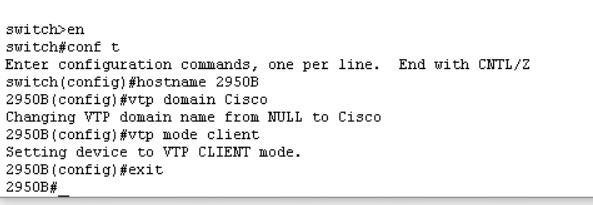 switch>en
switch#conf t
Enter configuration commands, one per line.  End with CNTL/Z
switch(config)#hostname 2950B
2950B(config)#vtp domain Cisco
Changing VTP domain name from NULL to Cisco
2950B(config)#vtp mode client
Setting device to VTP CLIENT mode.
2950B(config)#exit
2950B#_